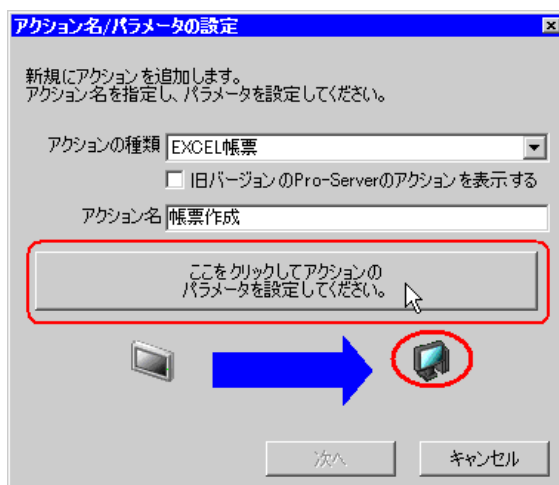 アクション名/パラメータの設定
新規にアクションを追加します。
アクション名を指定し、パラメータを設定してください。
アクションの種類 EXCEL帳票
旧バージョンのPro-Serverのアクションを表示する
アクション名 帳票作成
ここをクリックしてアクションの
パラメータを設定してください。
次へ キャンセル